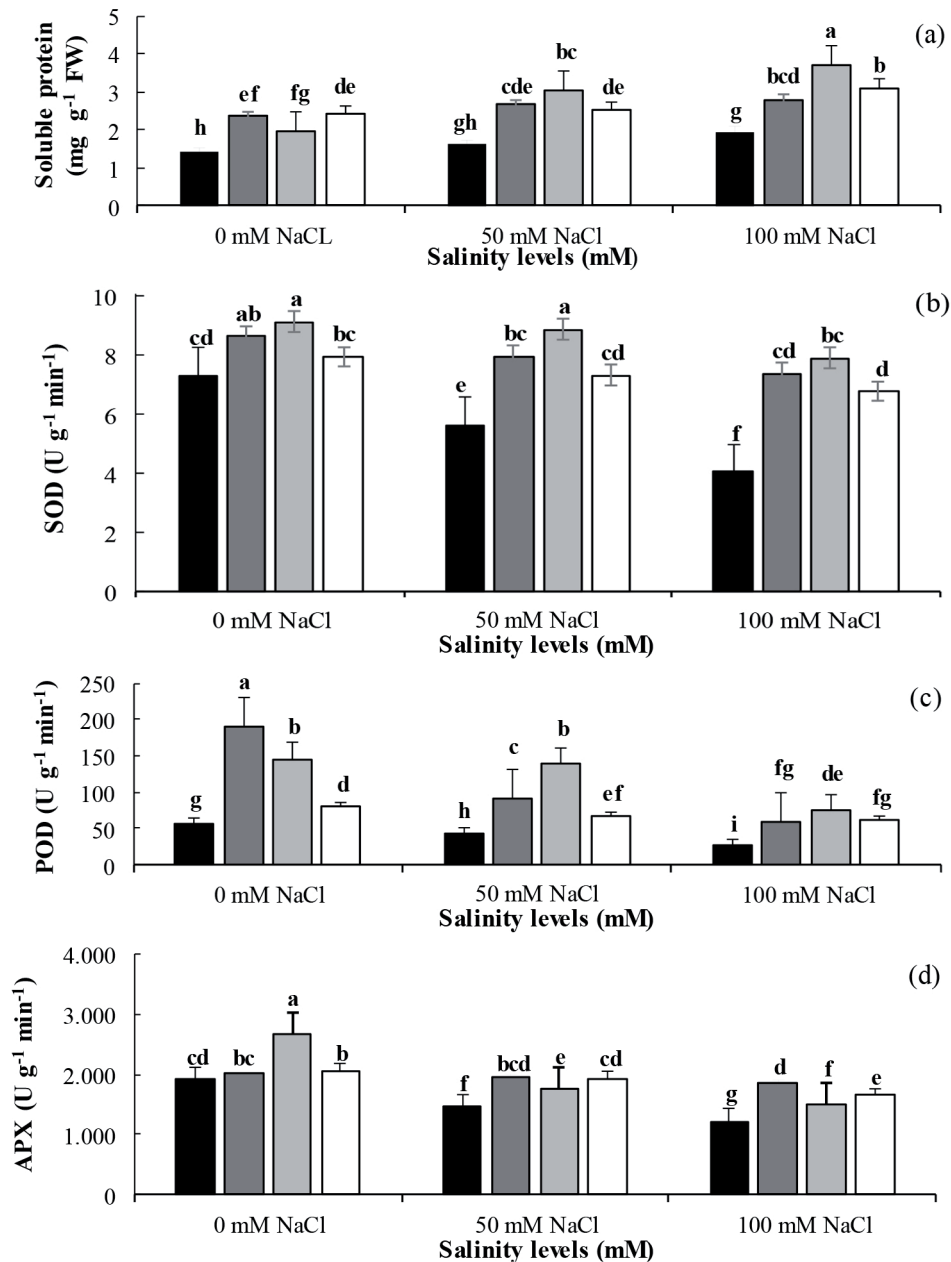 (a)
Soluble protein
(mg g-1 FW)
5
4
3
2
1
0
h
ef
fg
de
gh
cde
bc
de
g
bcd
a
b
0 mM NaCL
50 mM NaCl
100 mM NaCl
Salinity levels (mM)
(b)
SOD (U g-1 min-1)
10
8
6
4
2
0
cd
ab
a
bc
e
bc
a
cd
f
cd
bc
d
0 mM NaCl
50 mM NaCl
100 mM NaCl
Salinity levels (mM)
(c)
POD (U g-1 min-1)
250
200
150
100
50
0
g
a
b
d
h
c
b
ef
i
fg
de
fg
0 mM NaCl
50 mM NaCl
100 mM NaCl
Salinity levels (mM)
(d)
APX (U g-1 min-1)
4.000
3.000
2.000
1.000
0
cd
bc
a
b
f
bcd
e
cd
g
d
f
e
0 mM NaCl
50 mM NaCl
100 mM NaCl
Salinity levels (mM)